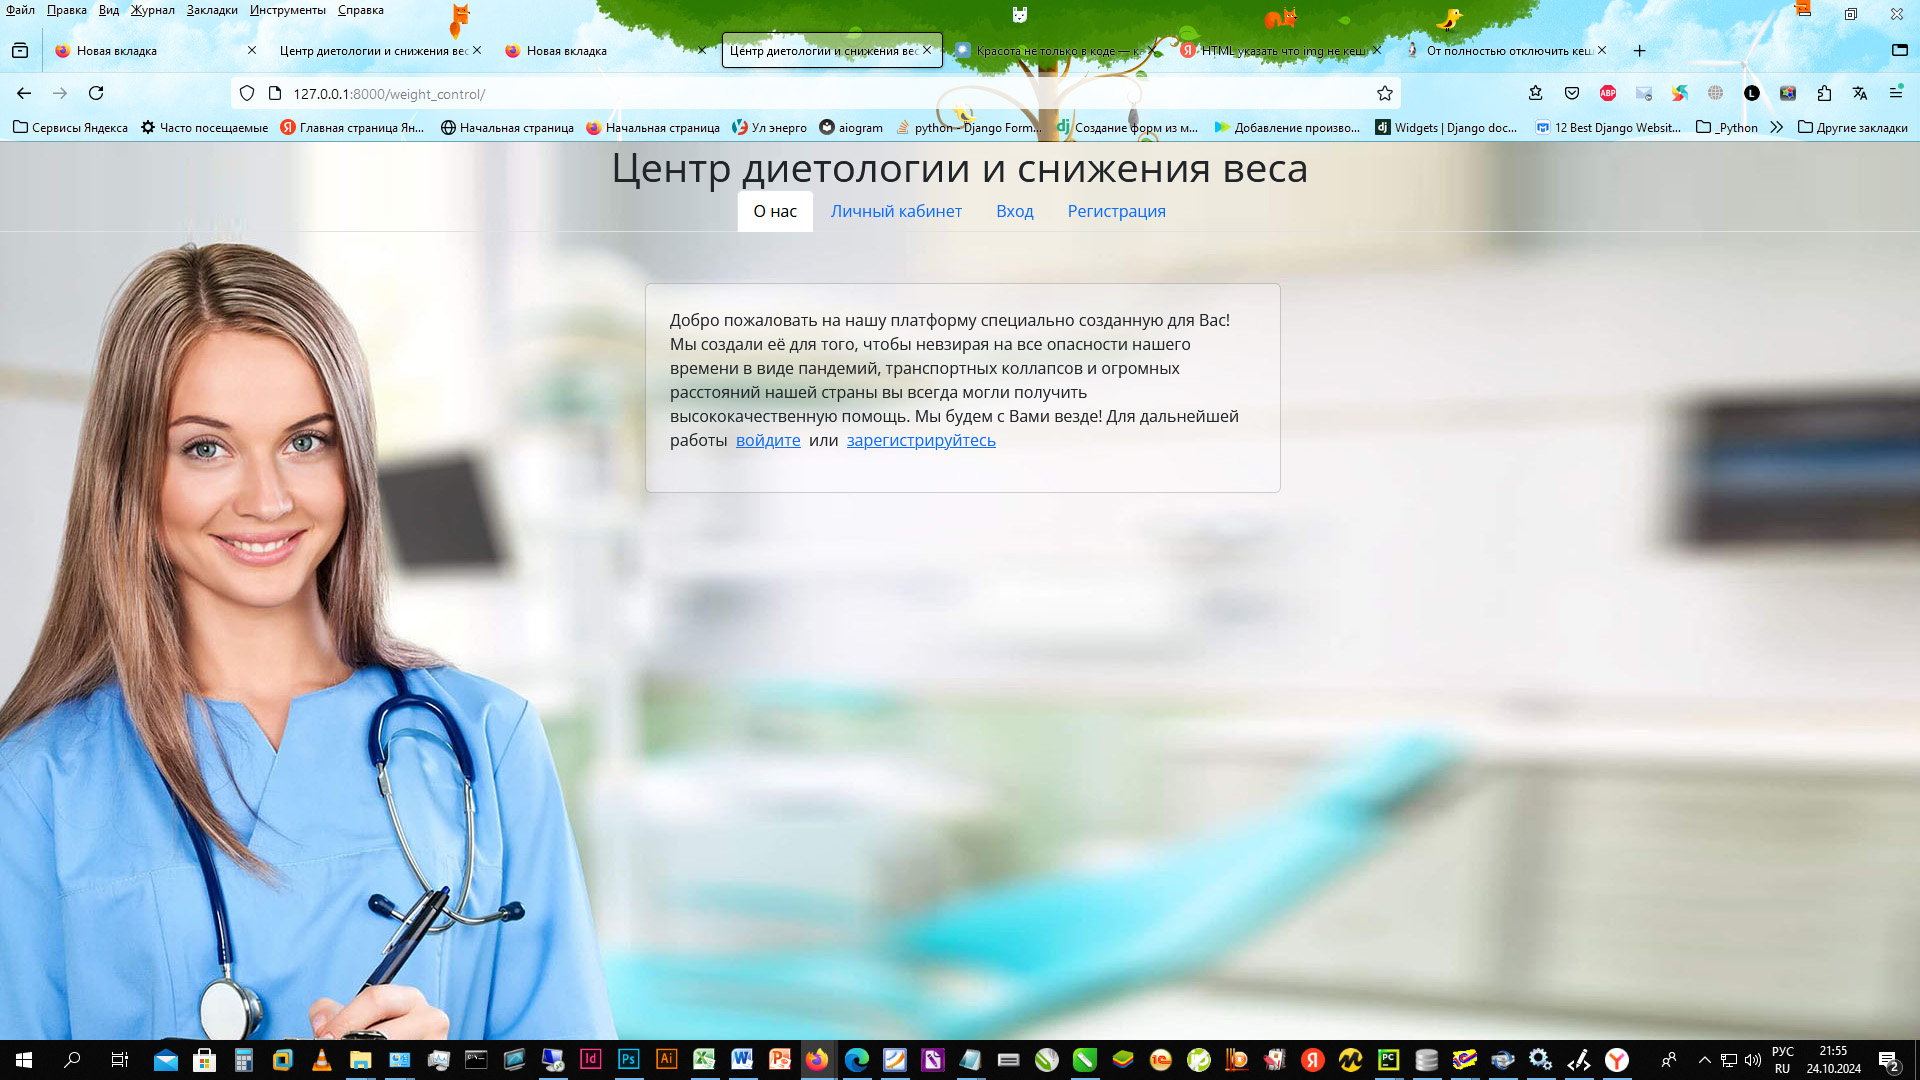 Файл Правка Вид Журнал Закладки Инструменты Справка
Новая вкладка
Центр диетологии и снижения вес
Новая вкладка
Центр диетологии и снижения вес
Красота не только в коде — к
HTML указать что img не кеш
От полностью отключить кеш
127.0.0.1:8000/weight_control/
ABP
L
Сервисы Яндекса
Часто посещаемые
Главная страница Ян...
Начальная страница
Начальная страница
Ул энерго
aiogram
python - Django Form...
Создание форм из м...
Добавление произво...
Widgets | Django doc...
12 Best Django Websit...
_Python
Другие закладки
Центр диетологии и снижения веса
О нас Личный кабинет Вход Регистрация
Добро пожаловать на нашу платформу специально созданную для Вас!
Мы создали её для того, чтобы невзирая на все опасности нашего
времени в виде пандемий, транспортных коллапсов и огромных
расстояний нашей страны вы всегда могли получить
высококачественную помощь. Мы будем с Вами везде! Для дальнейшей
работы войдите или зарегистрируйтесь
РУС
RU
21:55
24.10.2024
2